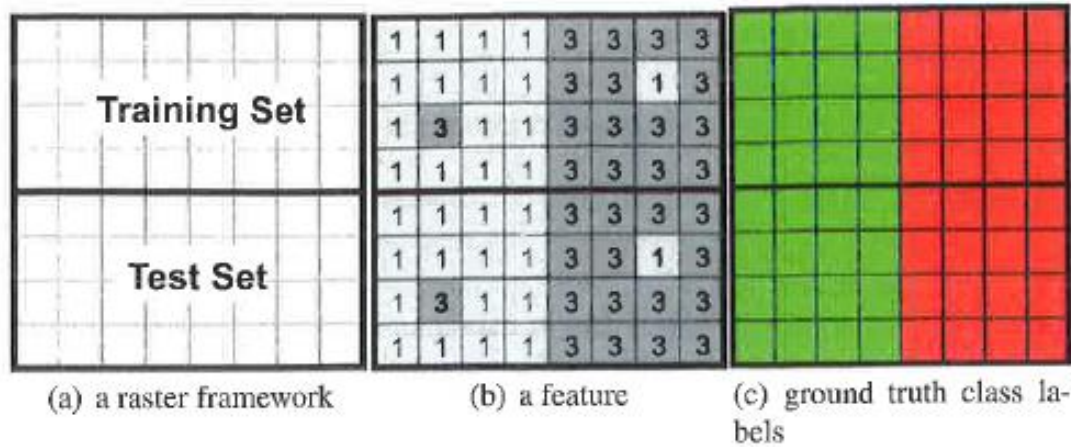 Training Set
Test Set
1 1 1 1 3 3 3 3
1 1 1 1 3 3 1 3
1 3 1 1 3 3 3 3
1 1 1 1 3 3 3 3
1 1 1 1 3 3 3 3
1 1 1 1 3 3 1 3
1 3 1 1 3 3 3 3
1 1 1 1 3 3 3 3
(a) a raster framework
(b) a feature
(c) ground truth class la-
bels